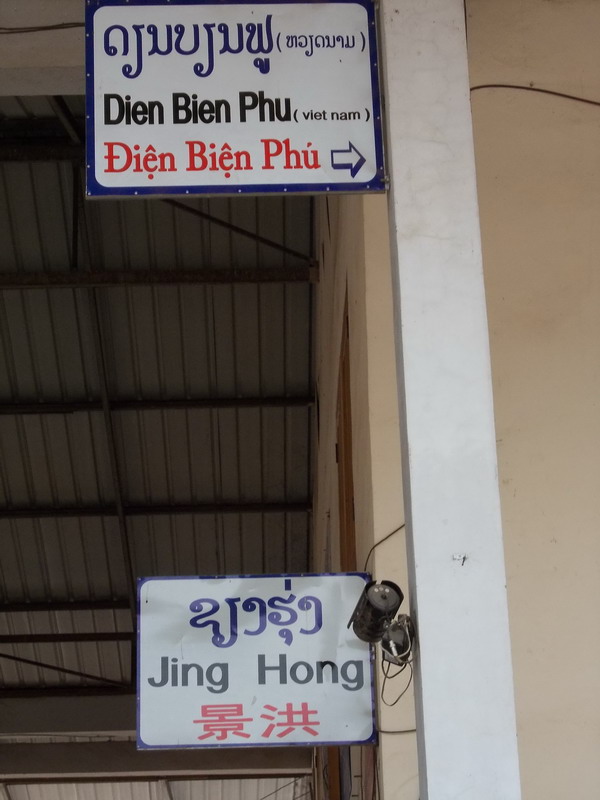 ດຽນບຽນຟູ ( ຫວຽດນາມ )
Dien Bien Phu ( viet nam )
Điện Biện Phủ
ຊຽງຮຸ່ງ
Jing Hong
景洪